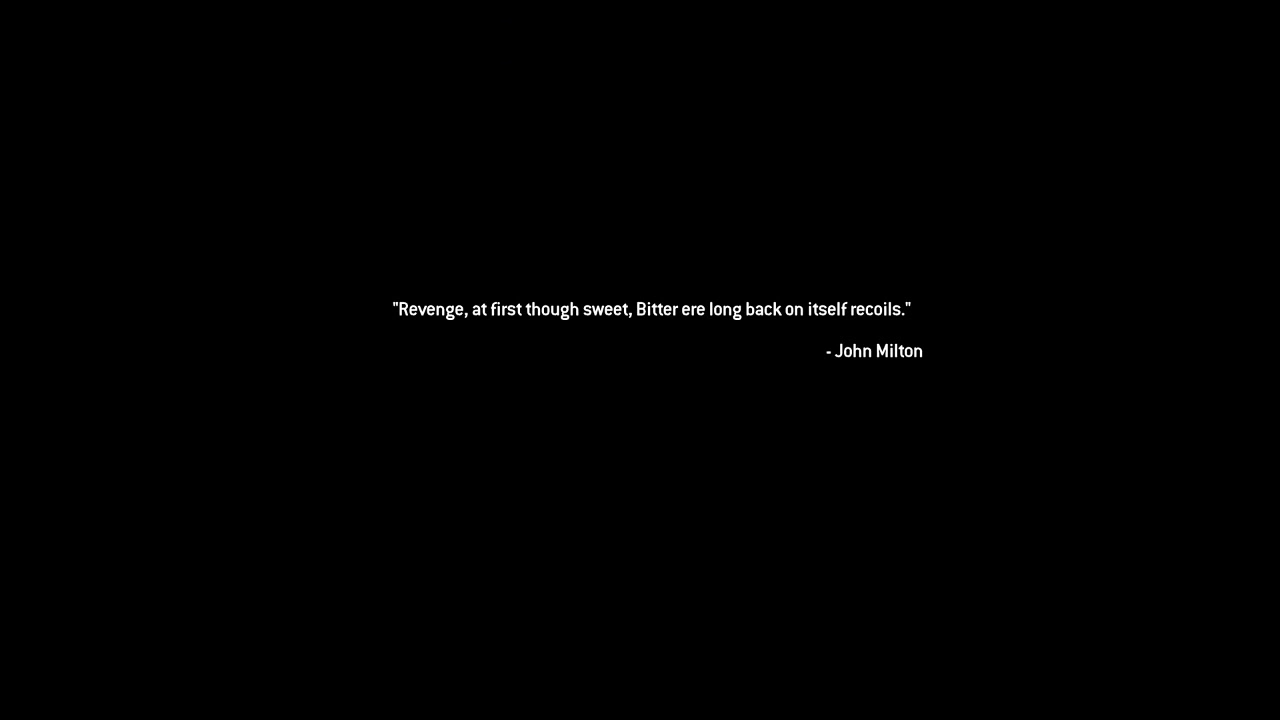 "Revenge, at first though sweet, Bitter ere long back on itself recoils."
- John Milton